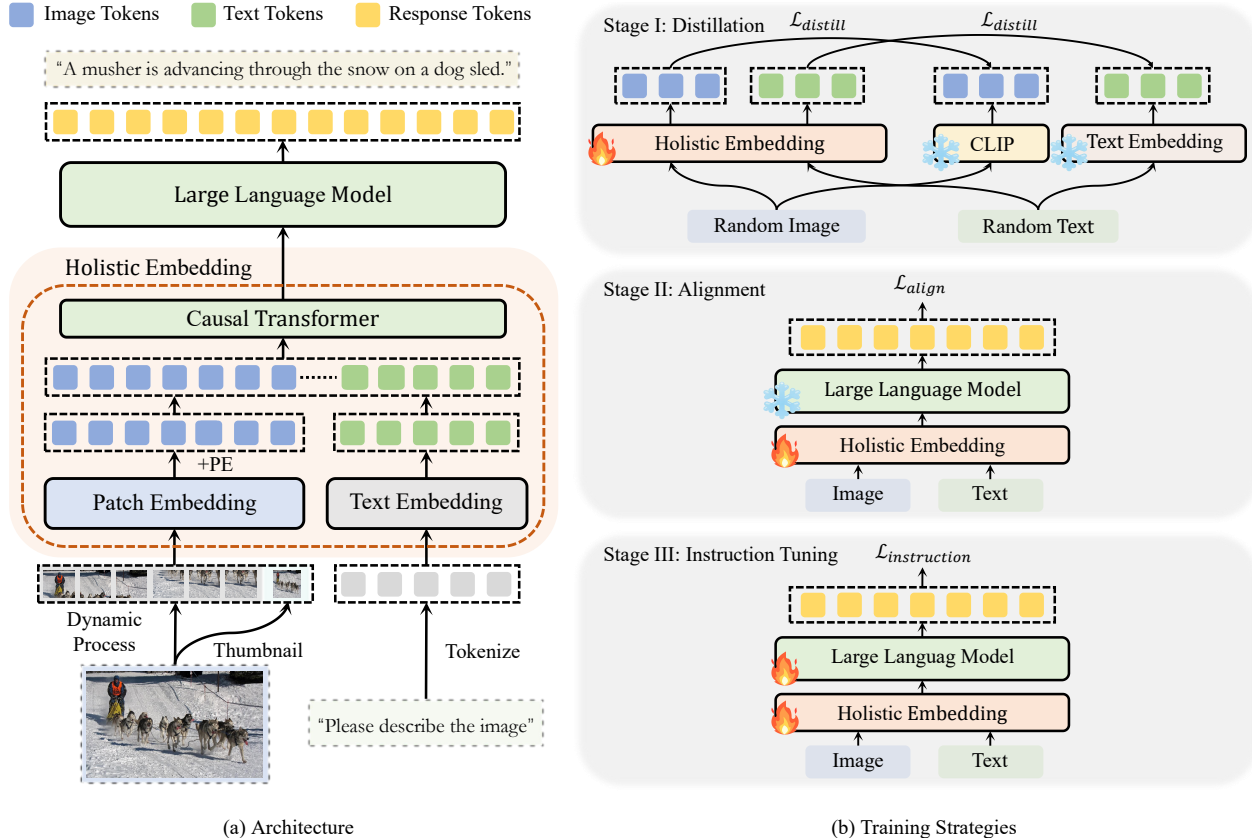 Image Tokens
Text Tokens
Response Tokens
“A musher is advancing through the snow on a dog sled.”
Large Language Model
Holistic Embedding
Causal Transformer
+PE
Patch Embedding
Text Embedding
Dynamic
Process
Thumbnail
Tokenize
“Please describe the image”
(a) Architecture
Stage I: Distillation
ℒ_distill
ℒ_distill
Holistic Embedding
CLIP
Text Embedding
Random Image
Random Text
Stage II: Alignment
ℒ_align
Large Language Model
Holistic Embedding
Image
Text
Stage III: Instruction Tuning
ℒ_instruction
Large Languag Model
Holistic Embedding
Image
Text
(b) Training Strategies